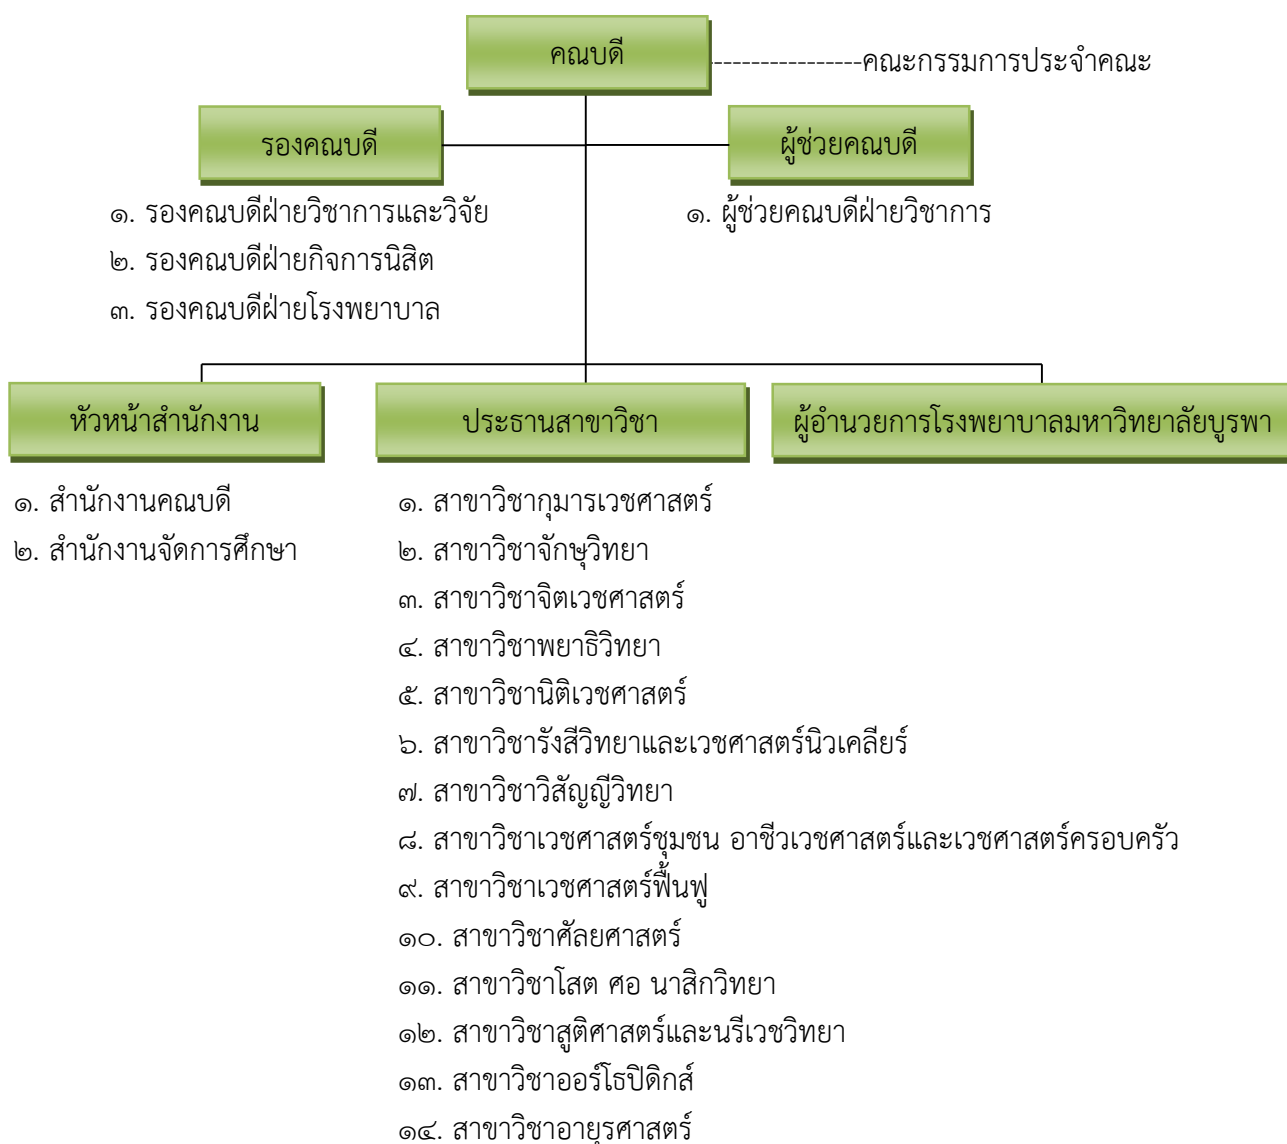 คณบดี
คณะกรรมการประจำคณะ
รองคณบดี
ผู้ช่วยคณบดี
๑. รองคณบดีฝ่ายวิชาการและวิจัย
๒. รองคณบดีฝ่ายกิจการนิสิต
๓. รองคณบดีฝ่ายโรงพยาบาล
๑. ผู้ช่วยคณบดีฝ่ายวิชาการ
หัวหน้าสำนักงาน
ประธานสาขาวิชา
ผู้อำนวยการโรงพยาบาลมหาวิทยาลัยบูรพา
๑. สำนักงานคณบดี
๒. สำนักงานจัดการศึกษา
๑. สาขาวิชากุมารเวชศาสตร์
๒. สาขาวิชาจักษุวิทยา
๓. สาขาวิชาจิตเวชศาสตร์
๔. สาขาวิชาพยาธิวิทยา
๕. สาขาวิชานิติเวชศาสตร์
๖. สาขาวิชารังสีวิทยาและเวชศาสตร์นิวเคลียร์
๗. สาขาวิชาวิสัญญีวิทยา
๘. สาขาวิชาเวชศาสตร์ชุมชน อาชีวเวชศาสตร์และเวชศาสตร์ครอบครัว
๙. สาขาวิชาเวชศาสตร์ฟื้นฟู
๑๐. สาขาวิชาศัลยศาสตร์
๑๑. สาขาวิชาโสต ศอ นาสิกวิทยา
๑๒. สาขาวิชาสูติศาสตร์และนรีเวชวิทยา
๑๓. สาขาวิชาออร์โธปิดิกส์
๑๔. สาขาวิชาอายุรศาสตร์